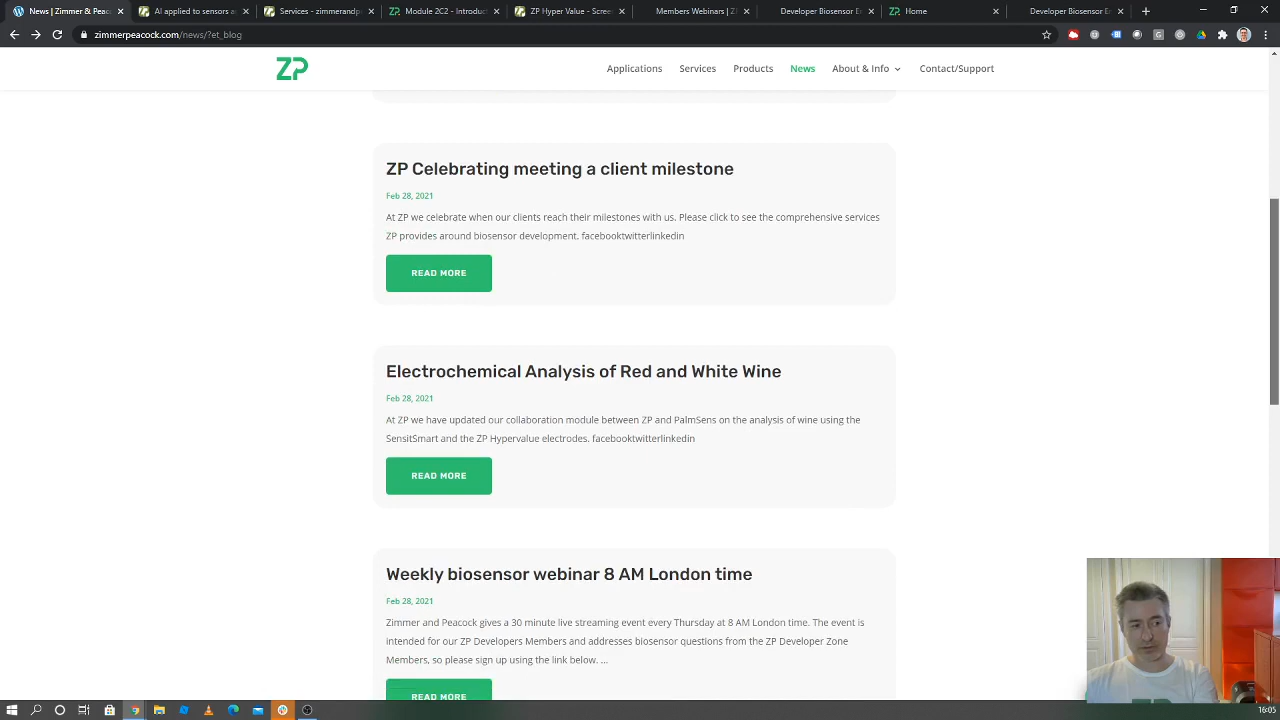 News | Zimmer & Peaco
AI applied to sensors a
Services - zimmerandp
Module 2C2 - Introduct
ZP Hyper Value - Scree
Members Webinars | Z
Developing Biosensor E
Home
Developer Biosensor E
zimmerpeacock.com/news/?et_blog
ZP
Applications
Services
Products
News
About & Info
Contact/Support
ZP Celebrating meeting a client milestone
Feb 28, 2021
At ZP we celebrate when our clients reach their milestones with us. Please click to see the comprehensive services
ZP provides around biosensor development. facebooktwitterlinkedin
READ MORE
Electrochemical Analysis of Red and White Wine
Feb 28, 2021
At ZP we have updated our collaboration module between ZP and PalmSens on the analysis of wine using the
SensitSmart and the ZP Hypervalue electrodes. facebooktwitterlinkedin
READ MORE
Weekly biosensor webinar 8 AM London time
Feb 28, 2021
Zimmer and Peacock gives a 30 minute live streaming event every Thursday at 8 AM London time. The event is
intended for our ZP Developers Members and addresses biosensor questions from the ZP Developer Zone
Members, so please sign up using the link below. ...
READ MORE
16:05